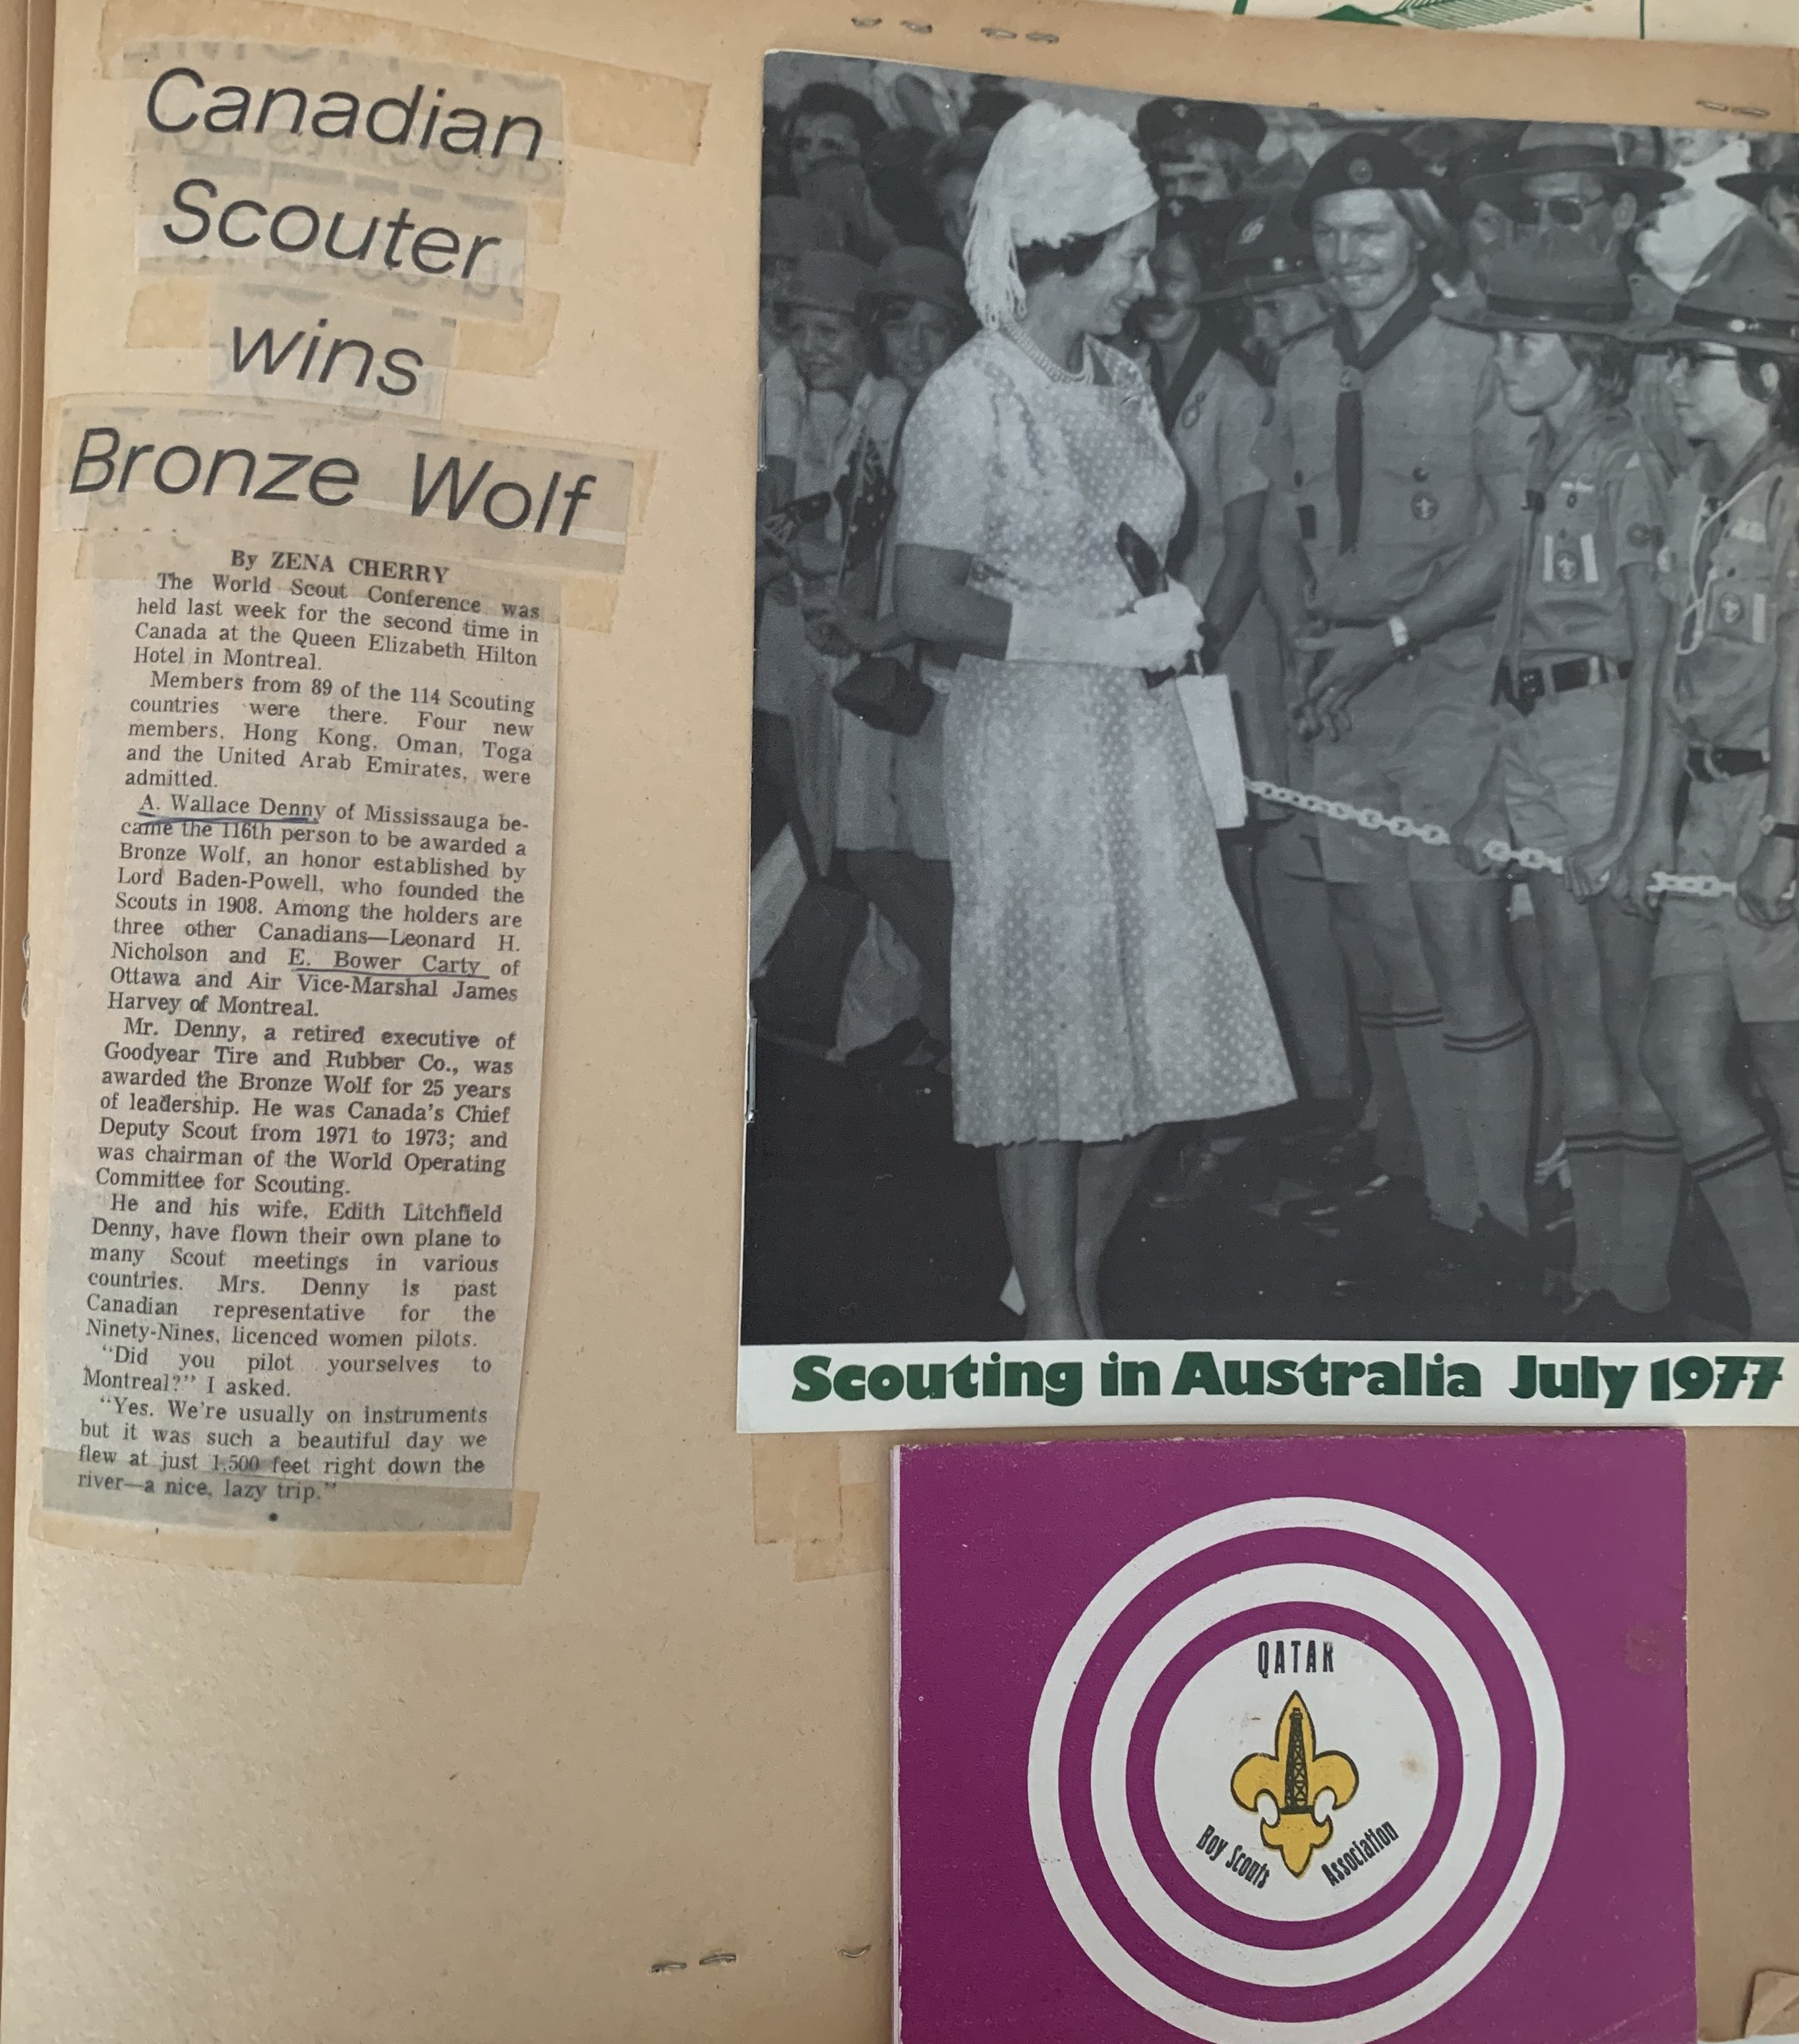 Canadian
Scouter
wins
Bronze Wolf
By ZENA CHERRY
The World Scout Conference was
held last week for the second time in
Canada at the Queen Elizabeth Hilton
Hotel in Montreal.
Members from 89 of the 114 Scouting
countries were there. Four new
members, Hong Kong, Oman, Toga
and the United Arab Emirates, were
admitted.
A. Wallace Denny of Mississauga be-
came the 116th person to be awarded a
Bronze Wolf, an honor established by
Lord Baden-Powell, who founded the
Scouts in 1908. Among the holders are
three other Canadians—Leonard H.
Nicholson and E. Bower Carty of
Ottawa and Air Vice-Marshal James
Harvey of Montreal.
Mr. Denny, a retired executive of
Goodyear Tire and Rubber Co., was
awarded the Bronze Wolf for 25 years
of leadership. He was Canada's Chief
Deputy Scout from 1971 to 1973; and
was chairman of the World Operating
Committee for Scouting.
He and his wife, Edith Litchfield
Denny, have flown their own plane to
many Scout meetings in various
countries. Mrs. Denny is past
Canadian representative for the
Ninety-Nines, licenced women pilots.
"Did you pilot yourselves to
Montreal?" I asked.
"Yes. We're usually on instruments
but it was such a beautiful day we
flew at just 1,500 feet right down the
river—a nice, lazy trip."
Scouting in Australia July 1977
QATAR
Boy Scouts Association